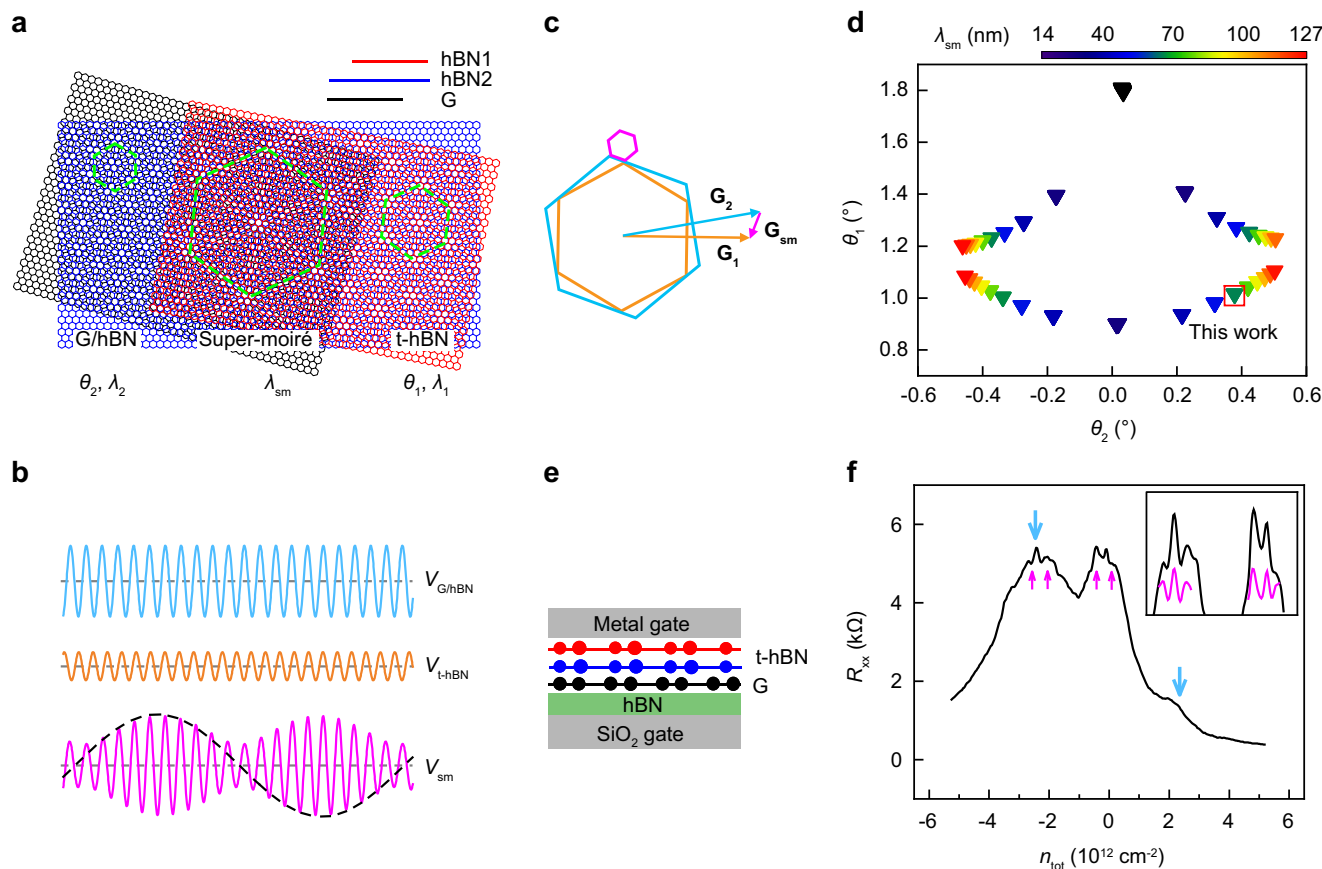 a
hBN1
hBN2
G
G/hBN
Super-moiré
t-hBN
θ2, λ2
λsm
θ1, λ1
b
VG/hBN
Vt-hBN
Vsm
c
G2
Gsm
G1
d
λsm (nm)
14 40 70 100 127
θ1 (°)
1.8
1.6
1.4
1.2
1.0
0.8
This work
-0.6 -0.4 -0.2 0.0 0.2 0.4 0.6
θ2 (°)
e
Metal gate
t-hBN
G
hBN
SiO2 gate
f
Rxx (kΩ)
6
4
2
0
-6 -4 -2 0 2 4 6
ntot (10¹² cm⁻²)